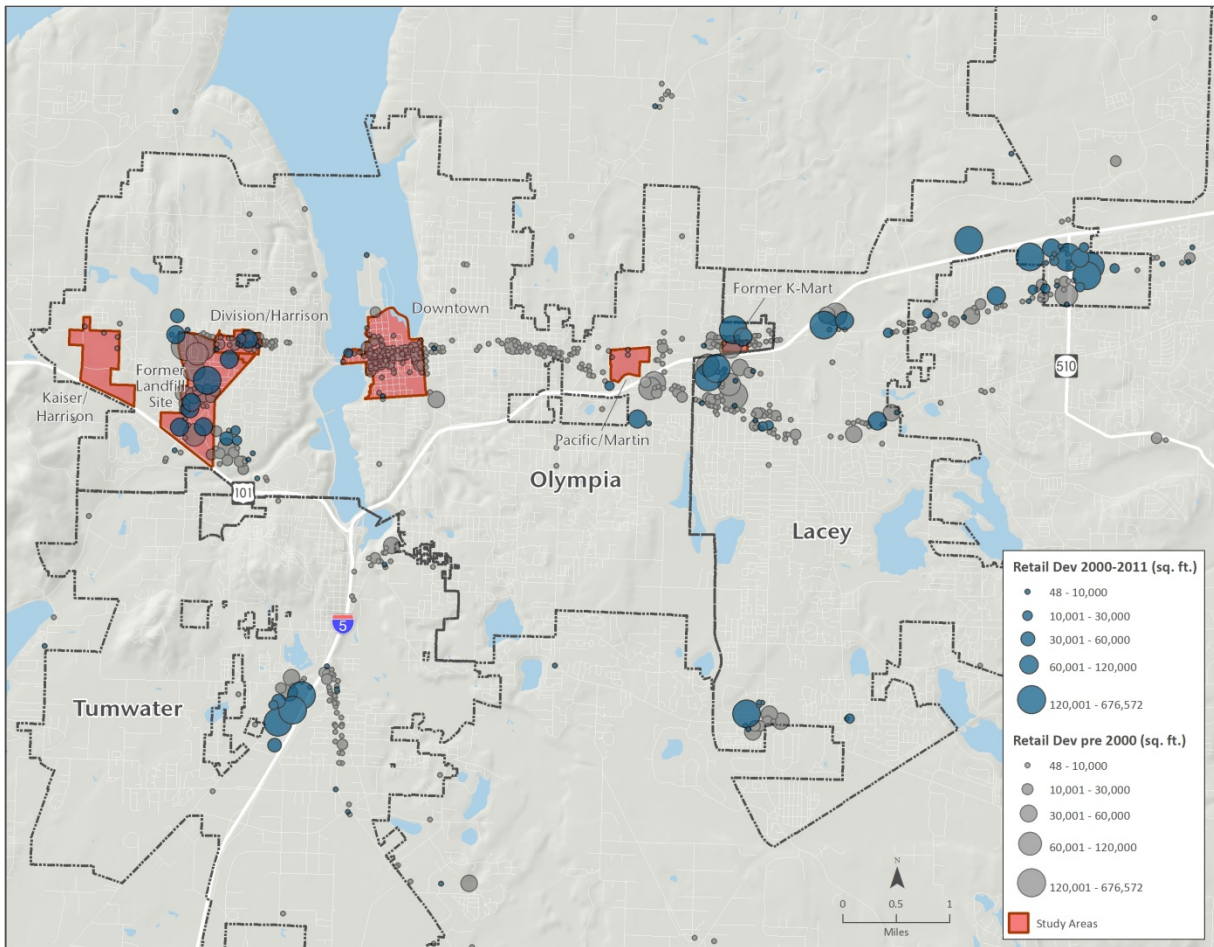 Former K-Mart
Downtown
Division/Harrison
Former
Landfill
Site
Kaiser/
Harrison
510
Pacific/Martin
Olympia
101
Lacey
5
Tumwater
Retail Dev 2000-2011 (sq. ft.)
48 - 10,000
10,001 - 30,000
30,001 - 60,000
60,001 - 120,000
120,001 - 676,572
Retail Dev pre 2000 (sq. ft.)
48 - 10,000
10,001 - 30,000
30,001 - 60,000
60,001 - 120,000
120,001 - 676,572
Study Areas
N
0 0.5 1
Miles